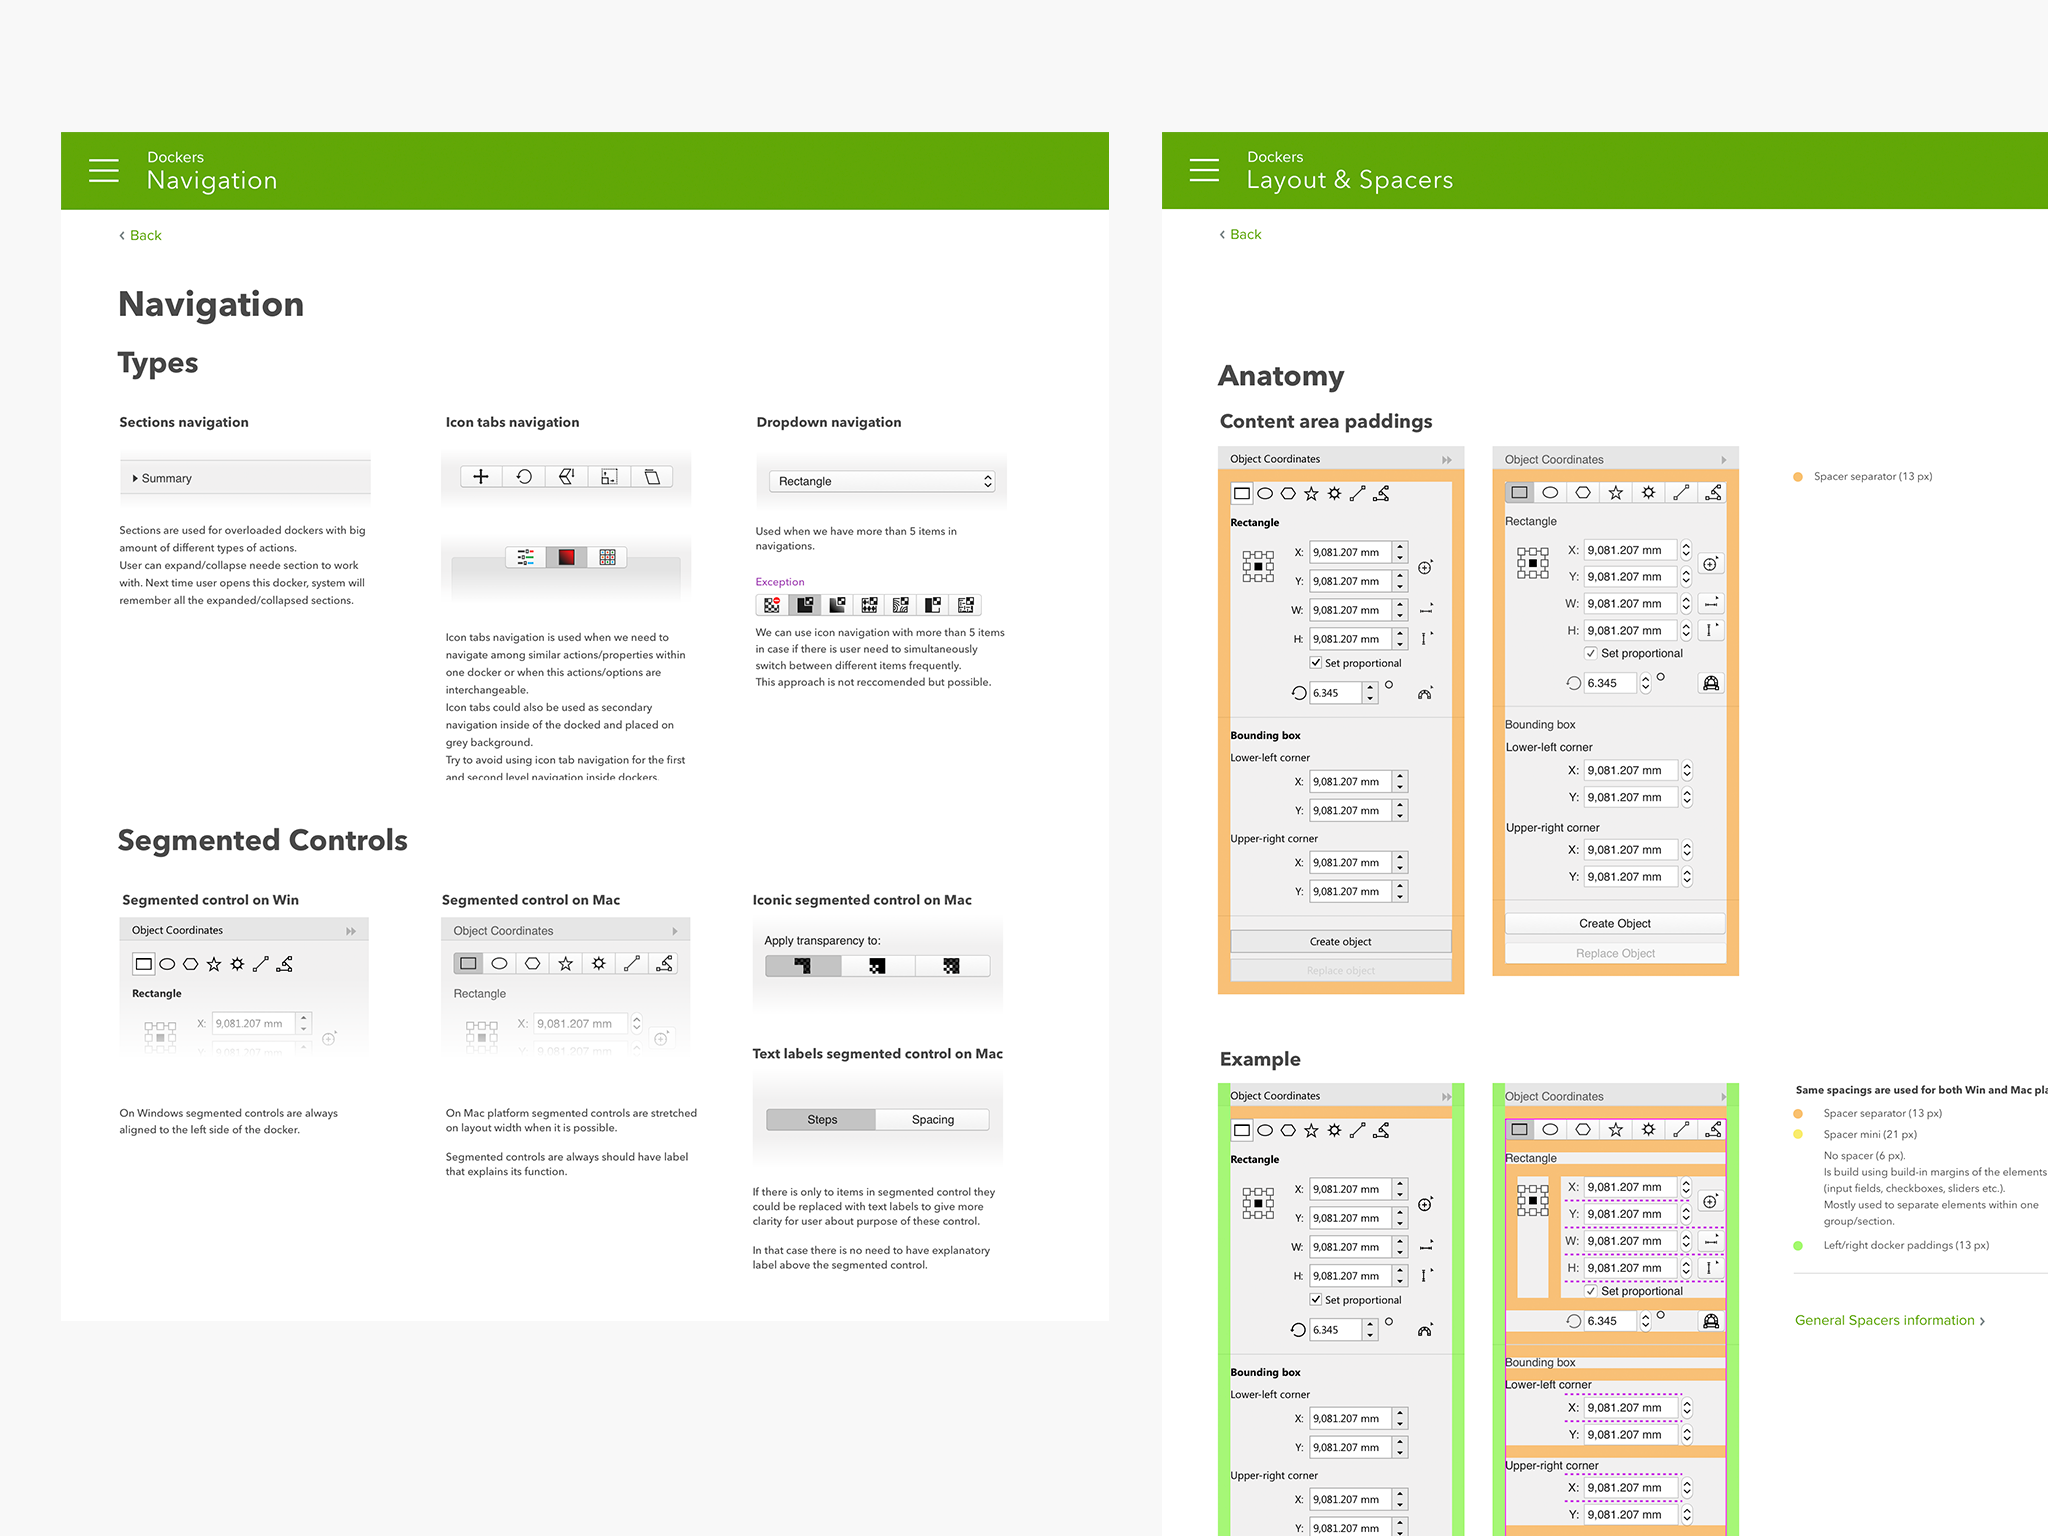 Dockers
Navigation
‹ Back
Navigation
Types
Sections navigation
Summary
Sections are used for overloaded dockers with big
amount of different types of actions.
User can expand/collapse neede section to work
with. Next time user opens this docker, system will
remember all the expanded/collapsed sections.
Icon tabs navigation
Icon tabs navigation is used when we need to
navigate among similar actions/properties within
one docker or when this actions/options are
interchangeable.
Icon tabs could also be used as secondary
navigation inside of the docked and placed on
grey background.
Try to avoid using icon tab navigation for the first
and second level navigation inside dockers.
Dropdown navigation
Rectangle
Used when we have more than 5 items in
navigations.
Exception
We can use icon navigation with more than 5 items
in case if there is user need to simultaneously
switch between different items frequently.
This approach is not reccomended but possible.
Segmented Controls
Segmented control on Win
Object Coordinates
Rectangle
X: 9,081.207 mm
Y: 9,081.207 mm
On Windows segmented controls are always
aligned to the left side of the docker.
Segmented control on Mac
Object Coordinates
Rectangle
X: 9,081.207 mm
Y: 9,081.207 mm
On Mac platform segmented controls are stretched
on layout width when it is possible.
Segmented controls are always should have label
that explains its function.
Iconic segmented control on Mac
Apply transparency to:
Text labels segmented control on Mac
Steps Spacing
If there is only to items in segmented control they
could be replaced with text labels to give more
clarity for user about purpose of these control.
In that case there is no need to have explanatory
label above the segmented control.
Dockers
Layout & Spacers
‹ Back
Anatomy
Content area paddings
Object Coordinates
Rectangle
X: 9,081.207 mm
Y: 9,081.207 mm
W: 9,081.207 mm
H: 9,081.207 mm
Set proportional
6.345
Bounding box
Lower-left corner
X: 9,081.207 mm
Y: 9,081.207 mm
Upper-right corner
X: 9,081.207 mm
Y: 9,081.207 mm
Create object
Replace object
Object Coordinates
Rectangle
X: 9,081.207 mm
Y: 9,081.207 mm
W: 9,081.207 mm
H: 9,081.207 mm
Set proportional
6.345
Bounding box
Lower-left corner
X: 9,081.207 mm
Y: 9,081.207 mm
Upper-right corner
X: 9,081.207 mm
Y: 9,081.207 mm
Create Object
Replace Object
Spacer separator (13 px)
Example
Object Coordinates
Rectangle
X: 9,081.207 mm
Y: 9,081.207 mm
W: 9,081.207 mm
H: 9,081.207 mm
Set proportional
6.345
Bounding box
Lower-left corner
X: 9,081.207 mm
Y: 9,081.207 mm
Upper-right corner
X: 9,081.207 mm
Y: 9,081.207 mm
Object Coordinates
Rectangle
X: 9,081.207 mm
Y: 9,081.207 mm
W: 9,081.207 mm
H: 9,081.207 mm
Set proportional
6.345
Bounding box
Lower-left corner
X: 9,081.207 mm
Y: 9,081.207 mm
Upper-right corner
X: 9,081.207 mm
Y: 9,081.207 mm
Same spacings are used for both Win and Mac pla
Spacer separator (13 px)
Spacer mini (21 px)
No spacer (6 px).
Is build using build-in margins of the elements
(input fields, checkboxes, sliders etc.).
Mostly used to separate elements within one
group/section.
Left/right docker paddings (13 px)
General Spacers information ›